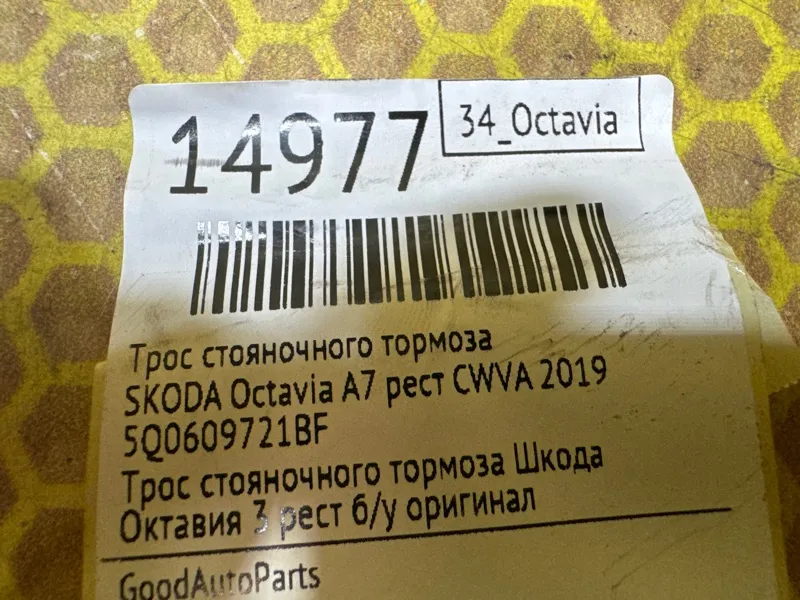 14977
34_Octavia
Трос стояночного тормоза
SKODA Octavia A7 рест CWVA 2019
5Q0609721BF
Трос стояночного тормоза Шкода
Октавия 3 рест б/у оригинал
GoodAutoParts